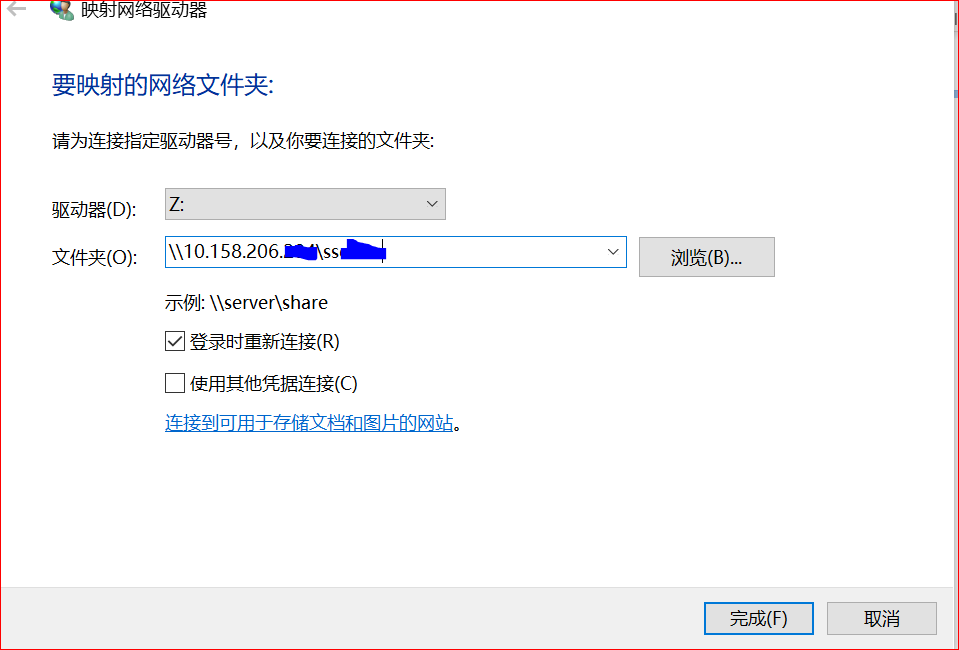 映射网络驱动器
要映射的网络文件夹:
请为连接指定驱动器号，以及你要连接的文件夹:
驱动器(D): Z:
文件夹(O): \\10.158.206. \ss 浏览(B)...
示例: \\server\share
登录时重新连接(R)
使用其他凭据连接(C)
连接到可用于存储文档和图片的网站。
完成(F) 取消